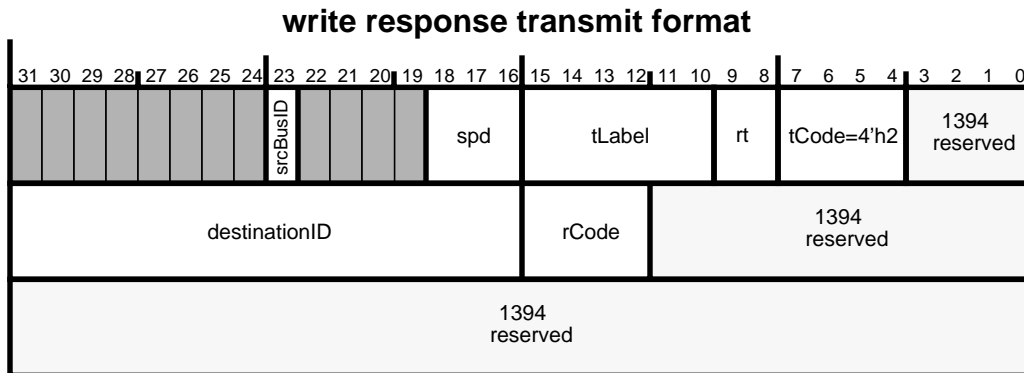 write response transmit format
31 30 29 28 27 26 25 24 23 22 21 20 19 18 17 16 15 14 13 12 11 10 9 8 7 6 5 4 3 2 1 0
srcBusID spd tLabel rt tCode=4'h2 1394
reserved
destinationID rCode 1394
reserved
1394
reserved